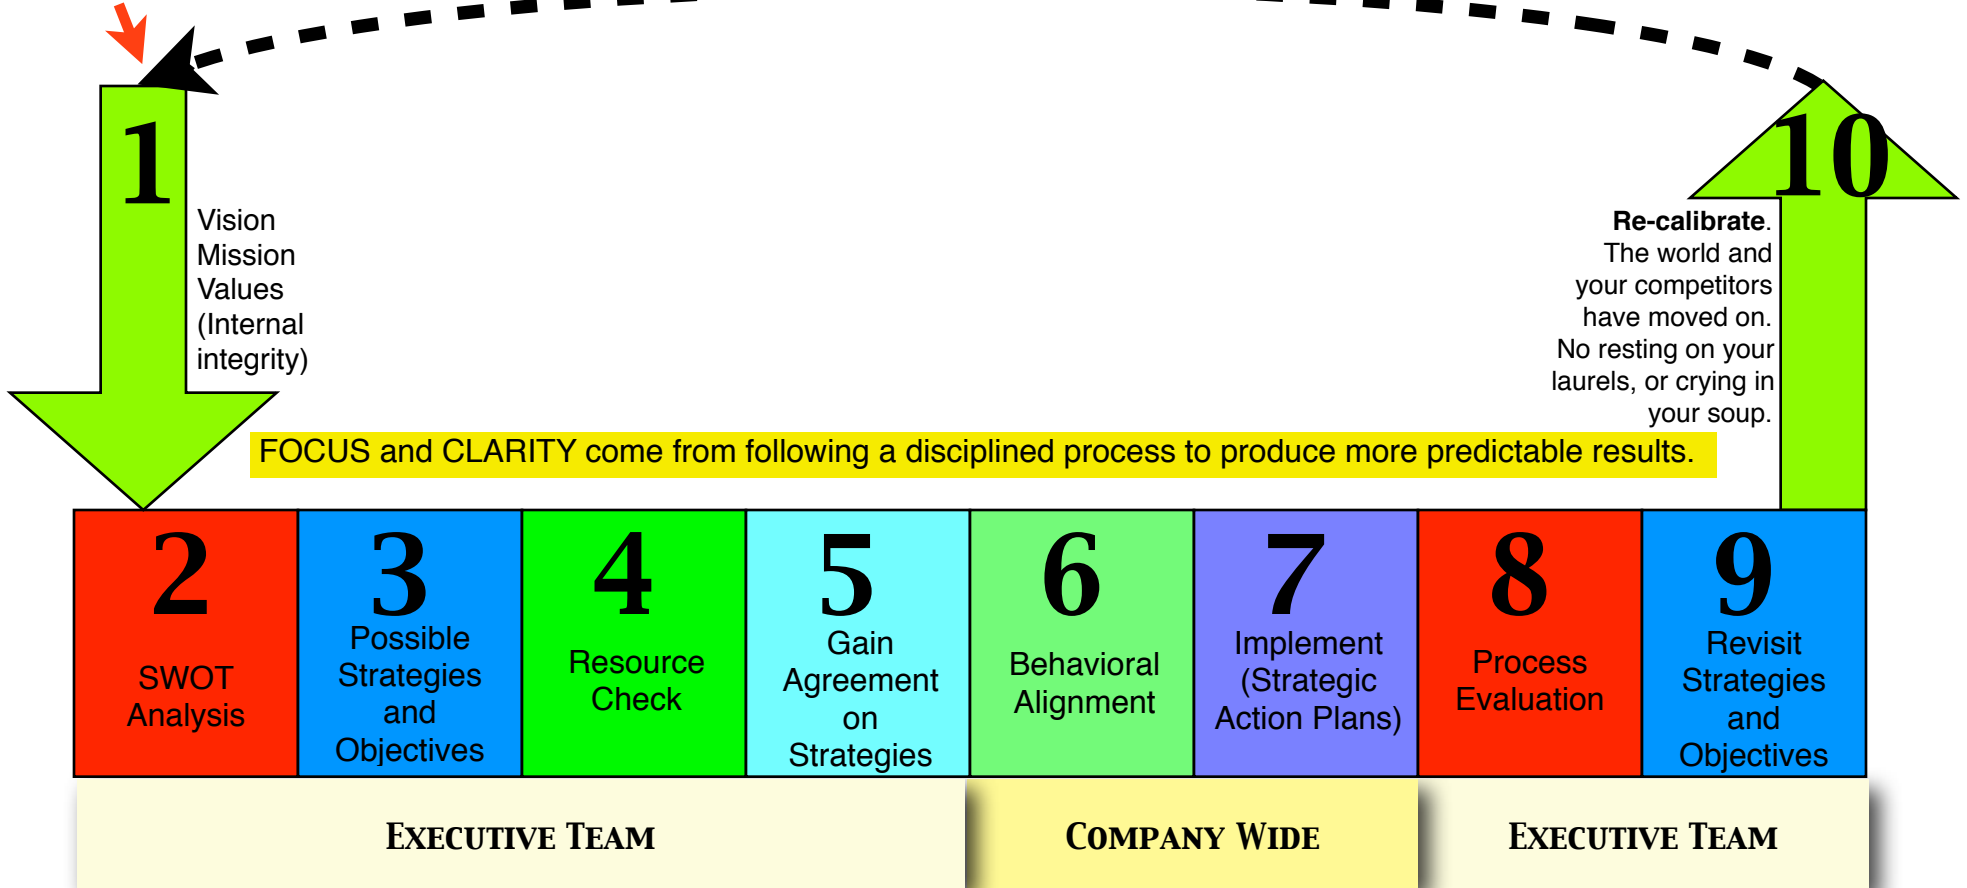 1
Vision
Mission
Values
(Internal
integrity)
10
Re-calibrate.
The world and
your competitors
have moved on.
No resting on your
laurels, or crying in
your soup.
FOCUS and CLARITY come from following a disciplined process to produce more predictable results.
2
SWOT
Analysis
3
Possible
Strategies
and
Objectives
4
Resource
Check
5
Gain
Agreement
on
Strategies
6
Behavioral
Alignment
7
Implement
(Strategic
Action Plans)
8
Process
Evaluation
9
Revisit
Strategies
and
Objectives
EXECUTIVE TEAM
COMPANY WIDE
EXECUTIVE TEAM